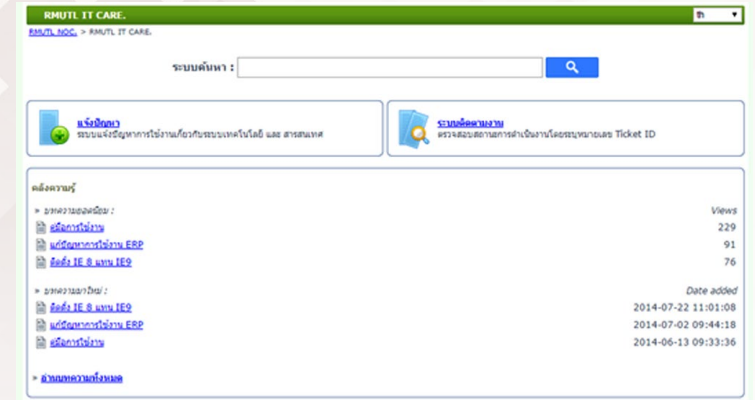 RMUTL IT CARE. th
RMUTL NOC. > RMUTL IT CARE.
ระบบค้นหา :
แจ้งปัญหา
ระบบแจ้งปัญหาการใช้งานเกี่ยวกับระบบเทคโนโลยี และ สารสนเทศ
ระบบติดตามงาน
ตรวจสอบสถานะการดำเนินงานโดยระบุหมายเลข Ticket ID
คลังความรู้
» บทความยอดนิยม : Views
คู่มือการใช้งาน 229
แก้ปัญหาการใช้งาน ERP 91
ติดตั้ง IE 8 แทน IE9 76
» บทความมาใหม่ : Date added
ติดตั้ง IE 8 แทน IE9 2014-07-22 11:01:08
แก้ปัญหาการใช้งาน ERP 2014-07-02 09:44:18
คู่มือการใช้งาน 2014-06-13 09:33:36
» อ่านบทความทั้งหมด